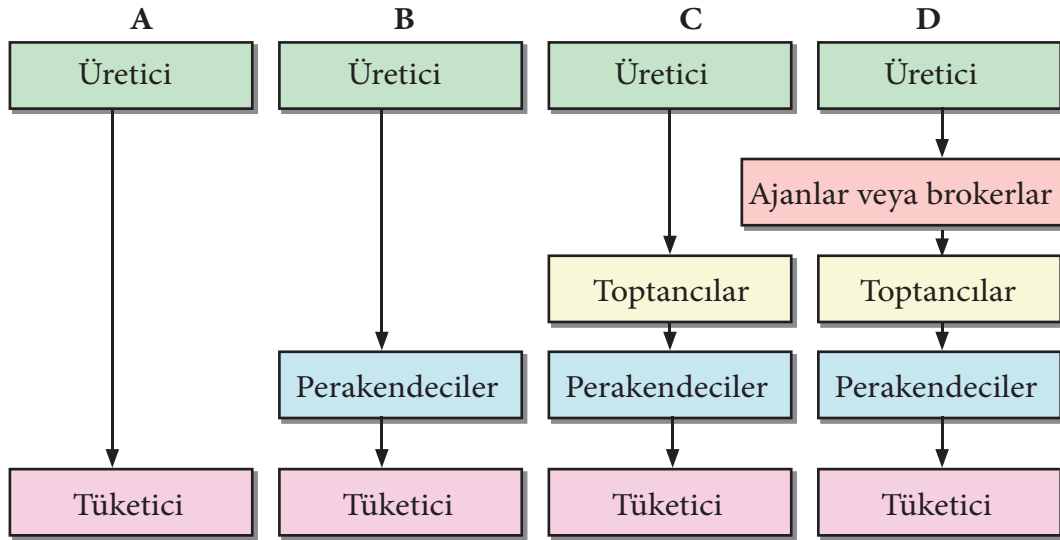 A B C D
Üretici Üretici Üretici Üretici
Ajanlar veya brokerlar
Toptancılar Toptancılar
Perakendeciler Perakendeciler Perakendeciler
Tüketici Tüketici Tüketici Tüketici